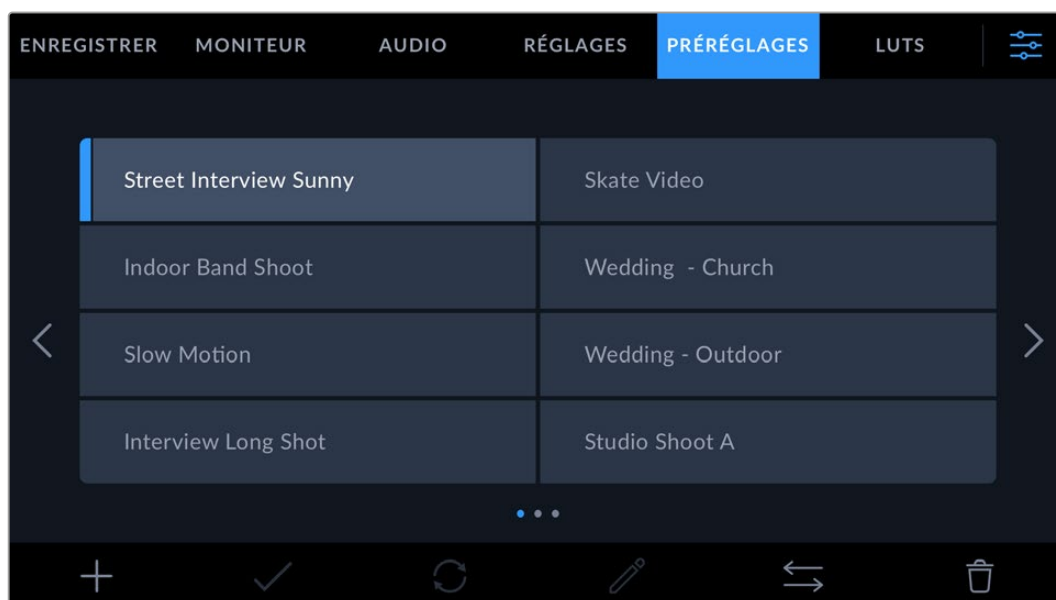 ENREGISTRER MONITEUR AUDIO RÉGLAGES PRÉRÉGLAGES LUTS
Street Interview Sunny
Skate Video
Indoor Band Shoot
Wedding - Church
Slow Motion
Wedding - Outdoor
Interview Long Shot
Studio Shoot A